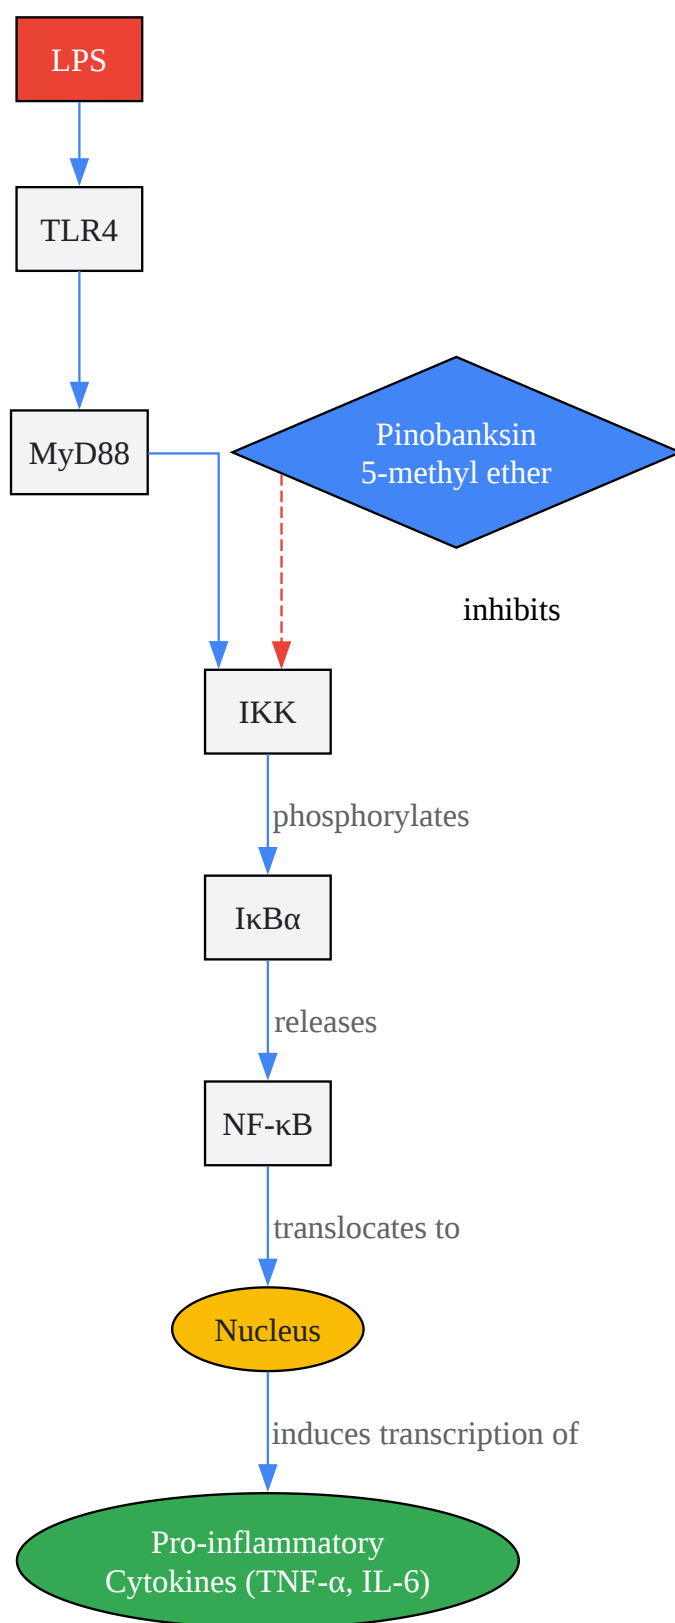 LPS
TLR4
MyD88
Pinobanksin
5-methyl ether
inhibits
IKK
phosphorylates
IκBα
releases
NF-κB
translocates to
Nucleus
induces transcription of
Pro-inflammatory
Cytokines (TNF-α, IL-6)